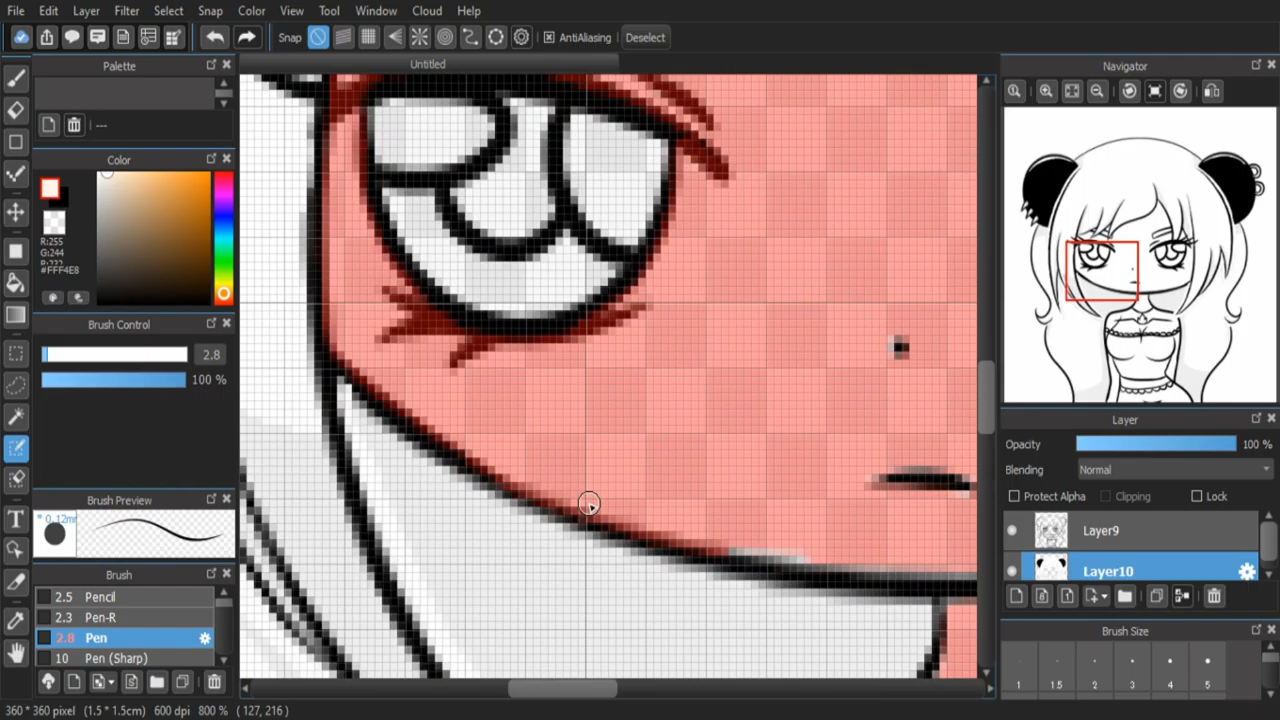 File Edit Layer Filter Select Snap Color View Tool Window Cloud Help
Snap AntiAliasing Deselect
Palette
---
Color
R:255
G:244
#FFF4E8
Brush Control
2.8
100 %
Brush Preview
* 0.12mm
Brush
2.5 Pencil
2.3 Pen-R
2.8 Pen
10 Pen (Sharp)
Untitled
Navigator
Layer
Opacity 100 %
Blending Normal
Protect Alpha Clipping Lock
Layer9
Layer10
Brush Size
1 1.5 2 3 4 5
360 * 360 pixel (1.5 * 1.5cm) 600 dpi 800 % ( 127, 216 )